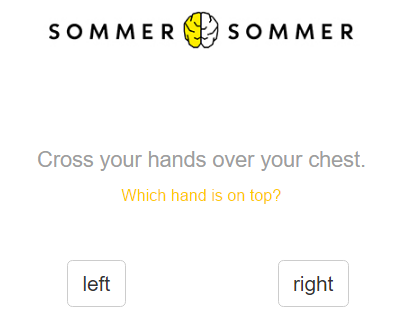 SOMMER SOMMER
Cross your hands over your chest.
Which hand is on top?
left right